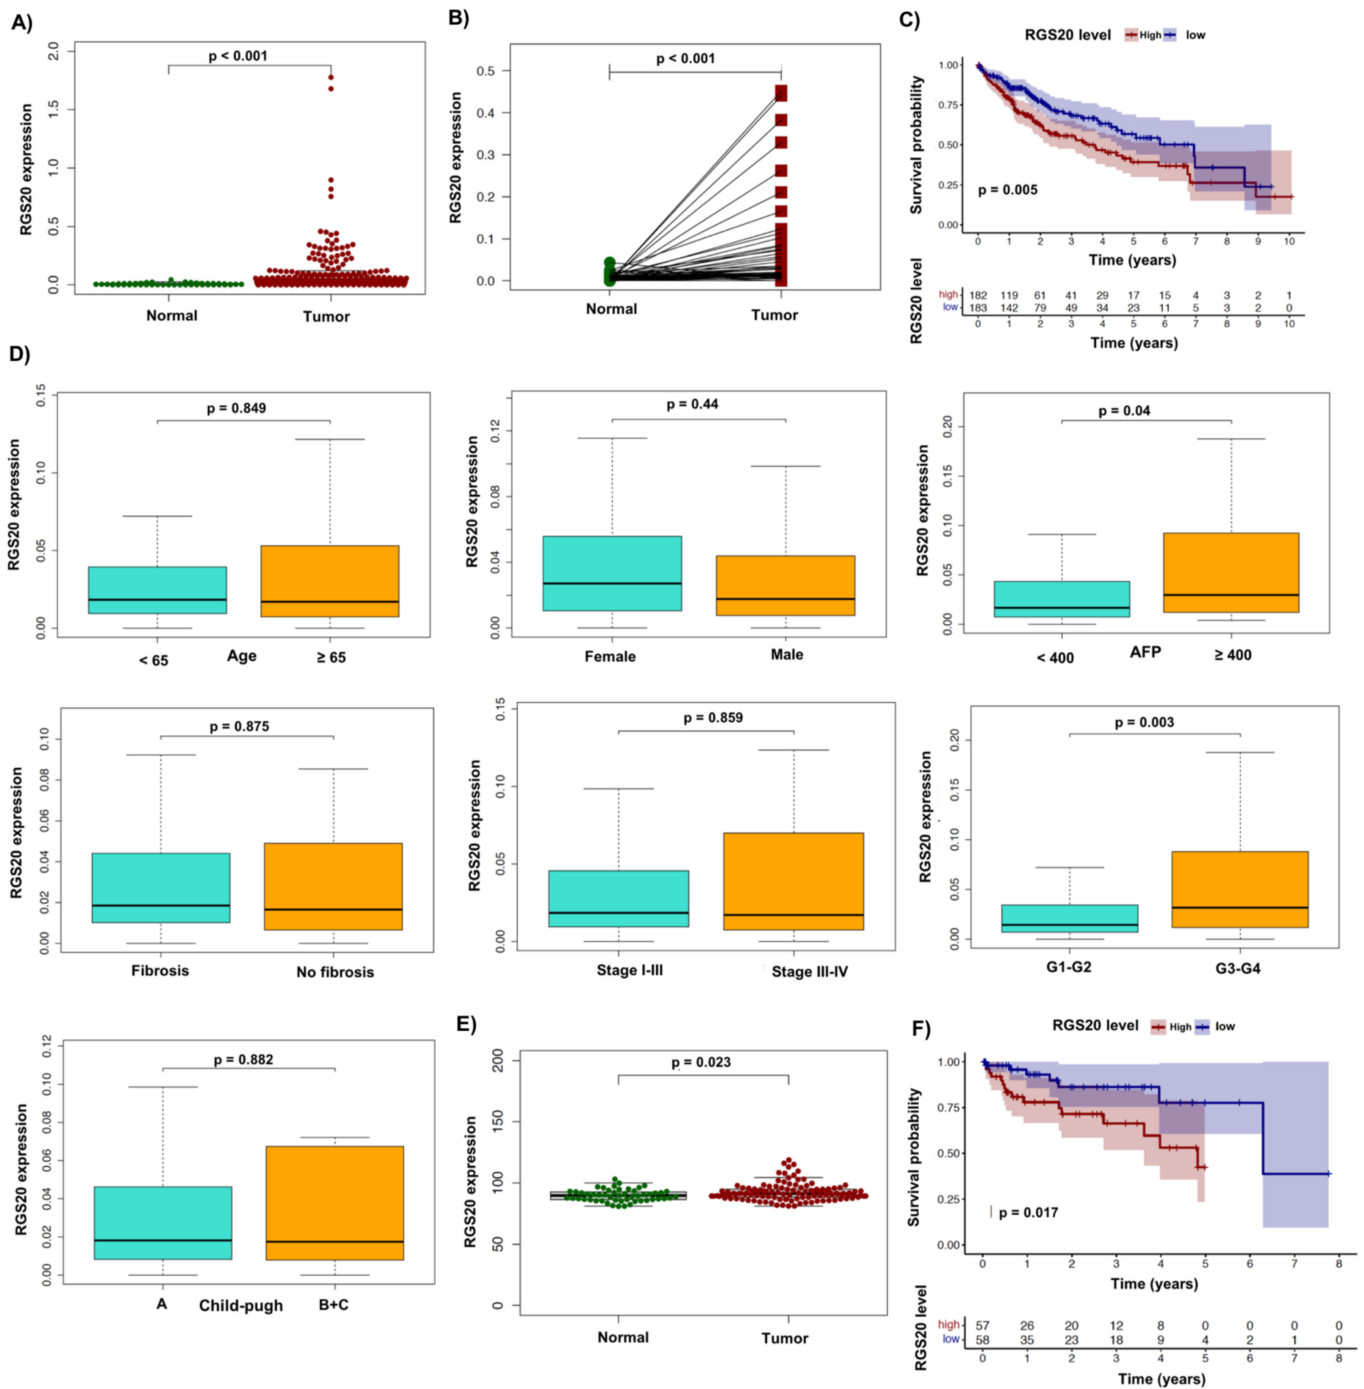 A)
p < 0.001
RGS20 expression
2.0
1.5
1.0
0.5
0.0
Normal Tumor
B)
p < 0.001
RGS20 expression
0.5
0.4
0.3
0.2
0.1
0.0
Normal Tumor
C)
RGS20 level High low
Survival probability
1.00
0.75
0.50
0.25
0.00
p = 0.005
0 1 2 3 4 5 6 7 8 9 10
Time (years)
RGS20 level
high 182 119 61 41 29 17 15 4 3 2 1
low 183 142 79 49 34 23 11 5 3 2 0
0 1 2 3 4 5 6 7 8 9 10
Time (years)
D)
p = 0.849
RGS20 expression
0.15
0.10
0.05
0.00
< 65 Age ≥ 65
p = 0.44
RGS20 expression
0.12
0.08
0.04
0.00
Female Male
p = 0.04
RGS20 expression
0.20
0.15
0.10
0.05
0.00
< 400 AFP ≥ 400
p = 0.875
RGS20 expression
0.10
0.08
0.06
0.04
0.02
0.00
Fibrosis No fibrosis
p = 0.859
RGS20 expression
0.15
0.10
0.05
0.00
Stage I-III Stage III-IV
p = 0.003
RGS20 expression
0.20
0.15
0.10
0.05
0.00
G1-G2 G3-G4
p = 0.882
RGS20 expression
0.12
0.10
0.08
0.06
0.04
0.02
0.00
A Child-pugh B+C
E)
p = 0.023
RGS20 expression
200
150
100
50
0
Normal Tumor
F)
RGS20 level High low
Survival probability
1.00
0.75
0.50
0.25
0.00
p = 0.017
0 1 2 3 4 5 6 7 8
Time (years)
RGS20 level
high 57 26 20 12 8 0 0 0 0
low 58 35 23 18 9 4 2 1 0
0 1 2 3 4 5 6 7 8
Time (years)